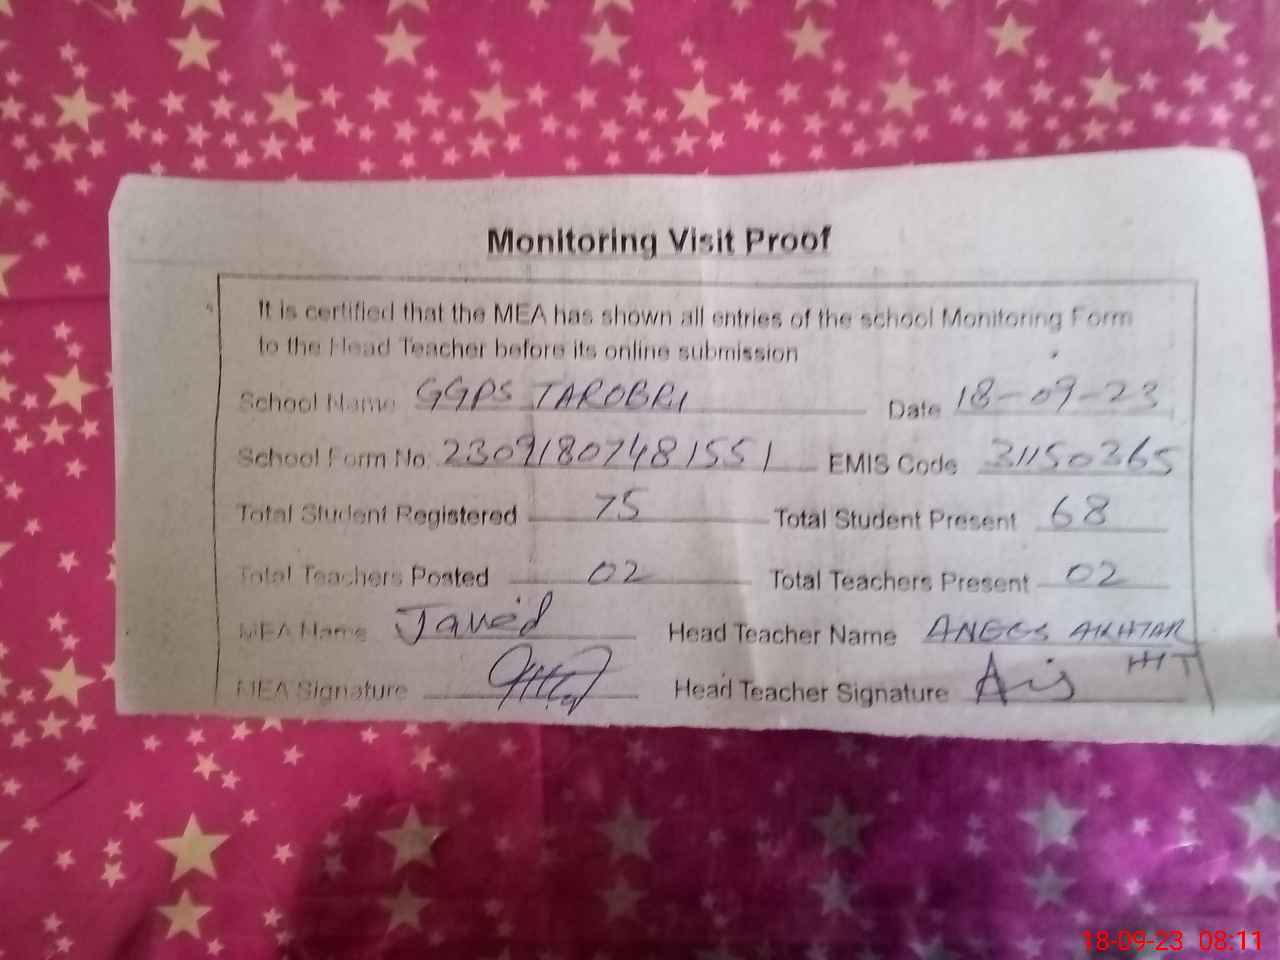 Monitoring Visit Proof
It is certified that the MEA has shown all entries of the school Monitoring Form
to the Head Teacher before its online submission
School Name GGPS TAROBRI Date 18-09-23
School Form No. 23091807481551 EMIS Code 31150365
Total Student Registered 75 Total Student Present 68
Total Teachers Posted 02 Total Teachers Present 02
MEA Name Javed Head Teacher Name ANEES AKHTAR
HT
MEA Signature Head Teacher Signature
18-09-23 08:11